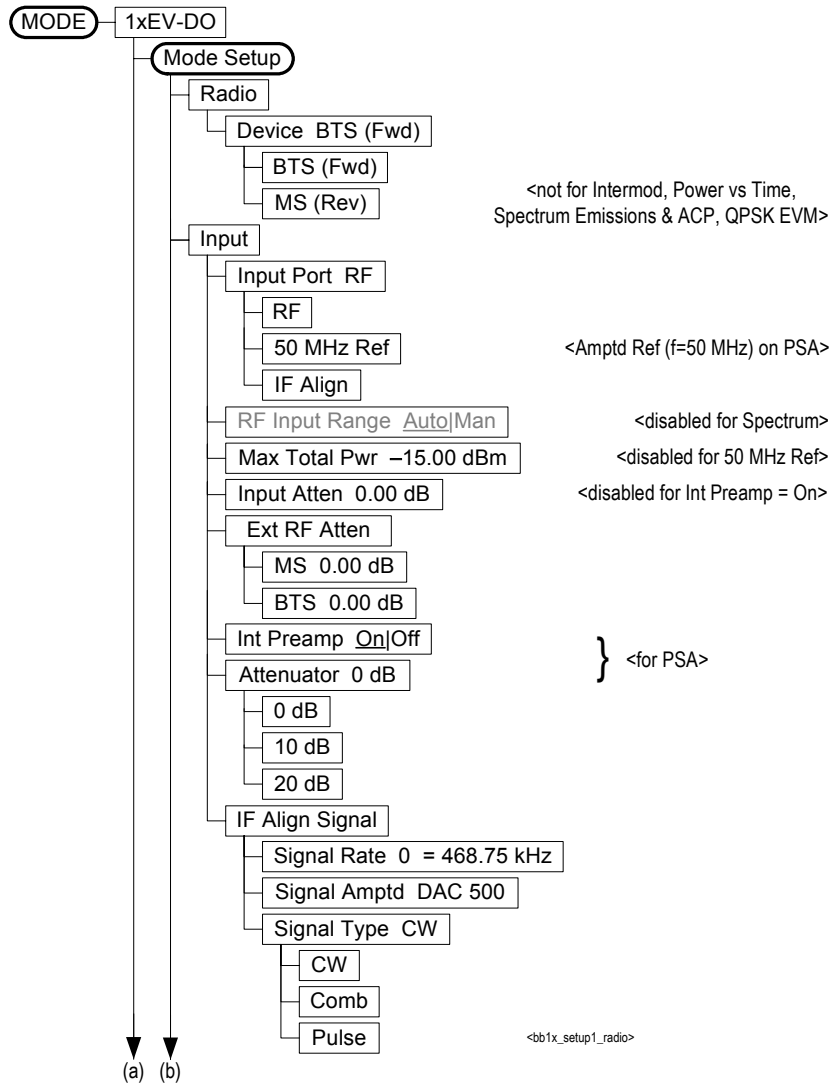 MODE 1xEV-DO
Mode Setup
Radio
Device BTS (Fwd)
BTS (Fwd)
MS (Rev)
<not for Intermod, Power vs Time,
Spectrum Emissions & ACP, QPSK EVM>
Input
Input Port RF
RF
50 MHz Ref <Amptd Ref (f=50 MHz) on PSA>
IF Align
RF Input Range Auto|Man <disabled for Spectrum>
Max Total Pwr –15.00 dBm <disabled for 50 MHz Ref>
Input Atten 0.00 dB <disabled for Int Preamp = On>
Ext RF Atten
MS 0.00 dB
BTS 0.00 dB
Int Preamp On|Off
} <for PSA>
Attenuator 0 dB
0 dB
10 dB
20 dB
IF Align Signal
Signal Rate 0 = 468.75 kHz
Signal Amptd DAC 500
Signal Type CW
CW
Comb
Pulse <bb1x_setup1_radio>
(a) (b)